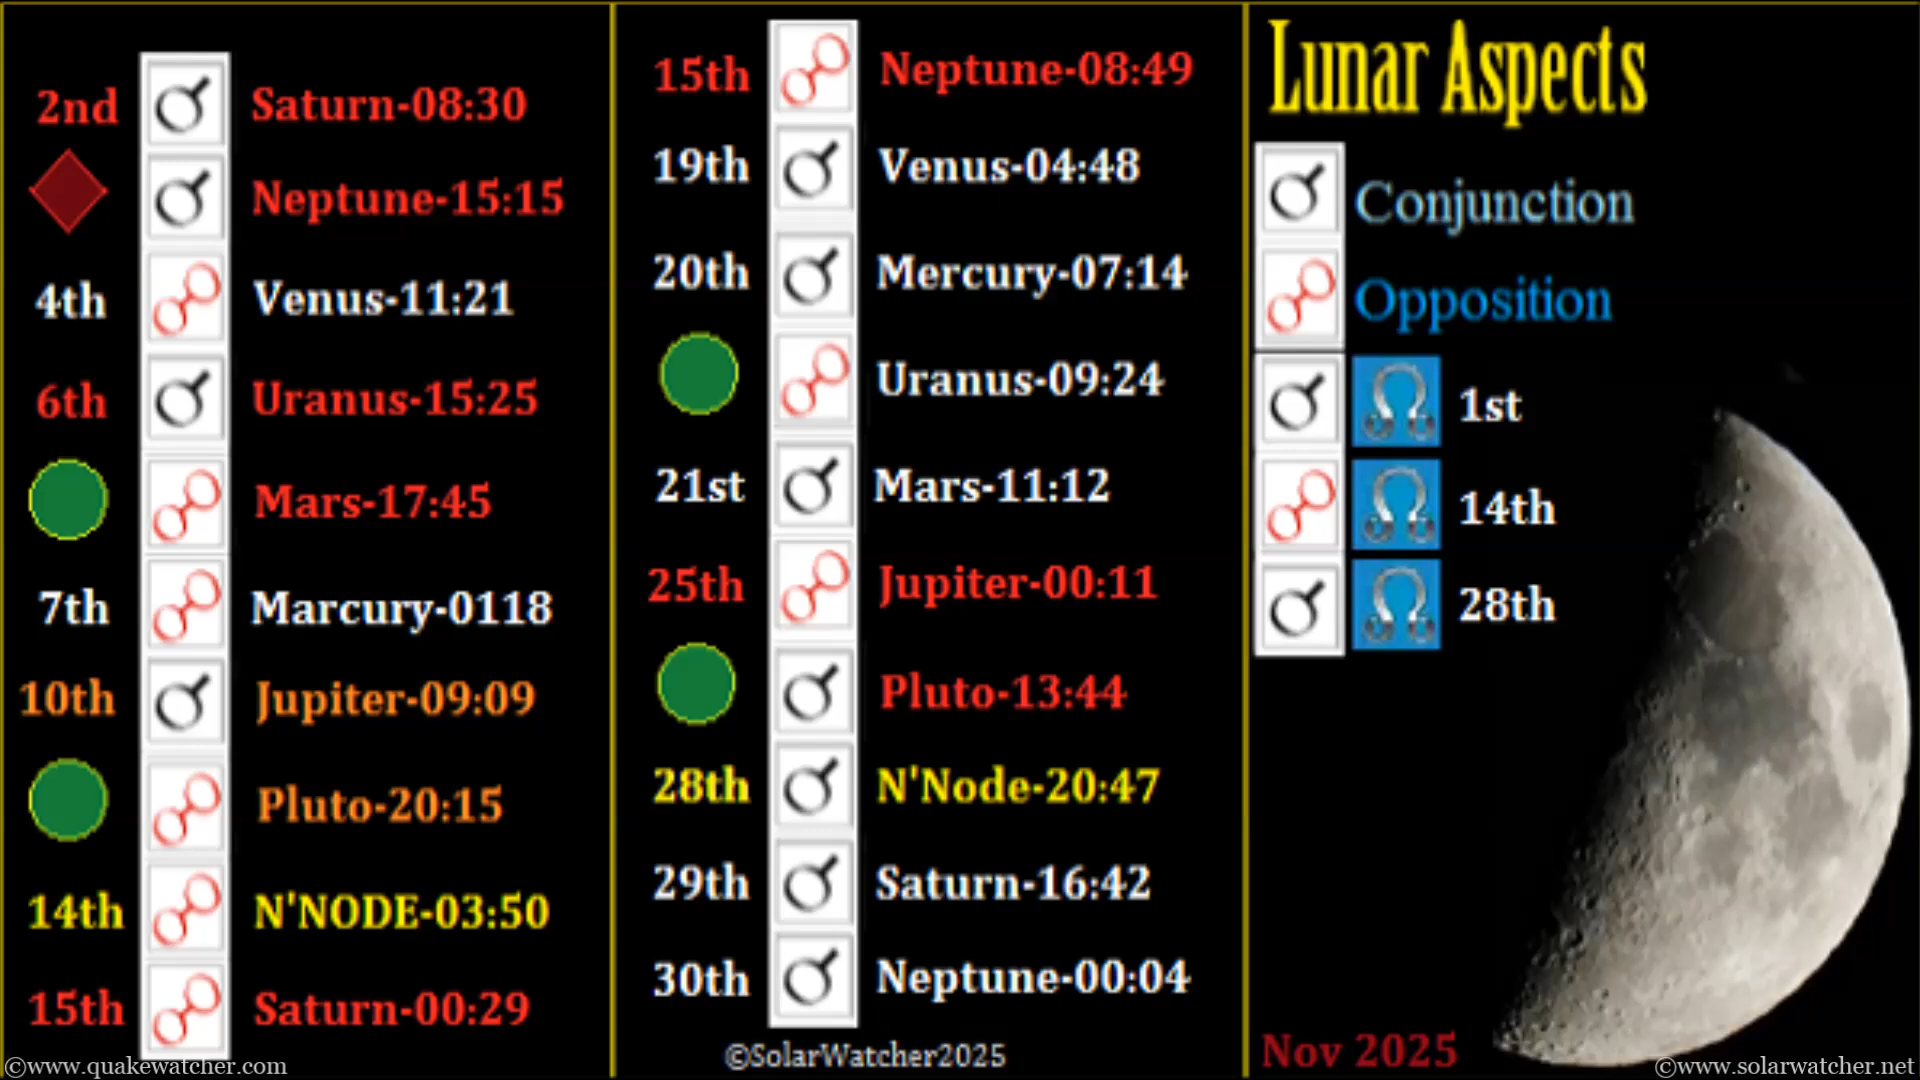 2nd Saturn-08:30
Neptune-15:15
4th Venus-11:21
6th Uranus-15:25
Mars-17:45
7th Marcury-0118
10th Jupiter-09:09
Pluto-20:15
14th N'NODE-03:50
15th Saturn-00:29
©www.quakewatcher.com
15th Neptune-08:49
19th Venus-04:48
20th Mercury-07:14
Uranus-09:24
21st Mars-11:12
25th Jupiter-00:11
Pluto-13:44
28th N'Node-20:47
29th Saturn-16:42
30th Neptune-00:04
©SolarWatcher2025
Lunar Aspects
Conjunction
Opposition
1st
14th
28th
Nov 2025
©www.solarwatcher.net